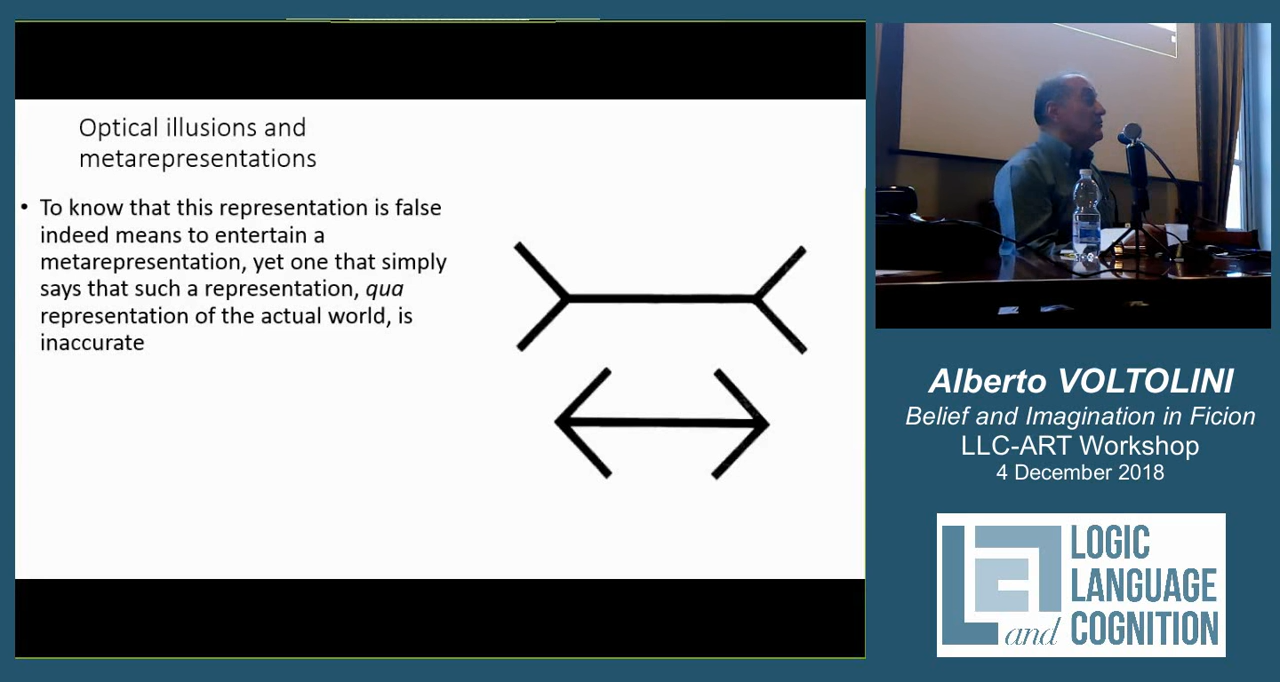 Optical illusions and
metarepresentations
• To know that this representation is false
indeed means to entertain a
metarepresentation, yet one that simply
says that such a representation, qua
representation of the actual world, is
inaccurate
Alberto VOLTOLINI
Belief and Imagination in Ficion
LLC-ART Workshop
4 December 2018
LOGIC
LANGUAGE
and COGNITION